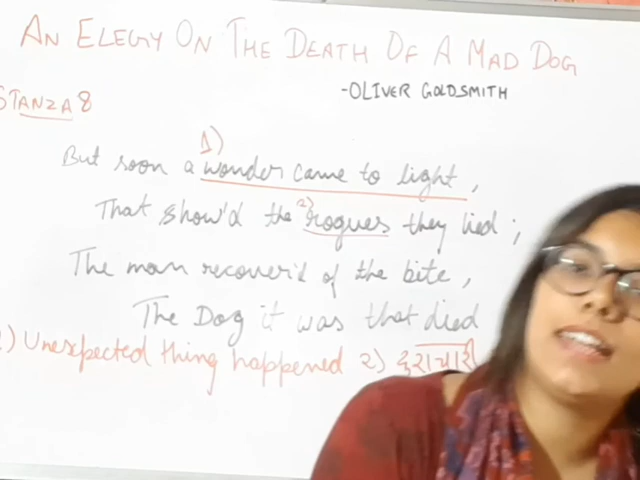 AN ELEGY ON THE DEATH OF A MAD DOG
-OLIVER GOLDSMITH
STANZA 8
1)
But soon a wonder came to light,
That show'd the 2) rogues they lied;
The man recover'd of the bite,
The Dog it was that died
1) Unexpected thing happened 2)